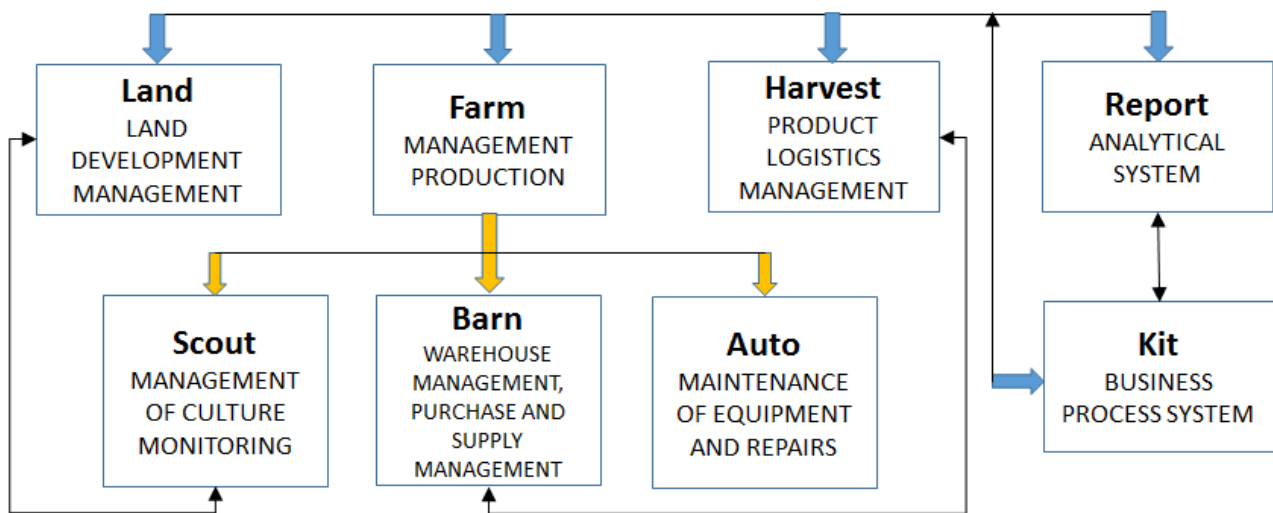 Land
LAND
DEVELOPMENT
MANAGEMENT
Farm
MANAGEMENT
PRODUCTION
Harvest
PRODUCT
LOGISTICS
MANAGEMENT
Report
ANALYTICAL
SYSTEM
Scout
MANAGEMENT
OF CULTURE
MONITORING
Barn
WAREHOUSE
MANAGEMENT,
PURCHASE AND
SUPPLY
MANAGEMENT
Auto
MAINTENANCE
OF EQUIPMENT
AND REPAIRS
Kit
BUSINESS
PROCESS SYSTEM